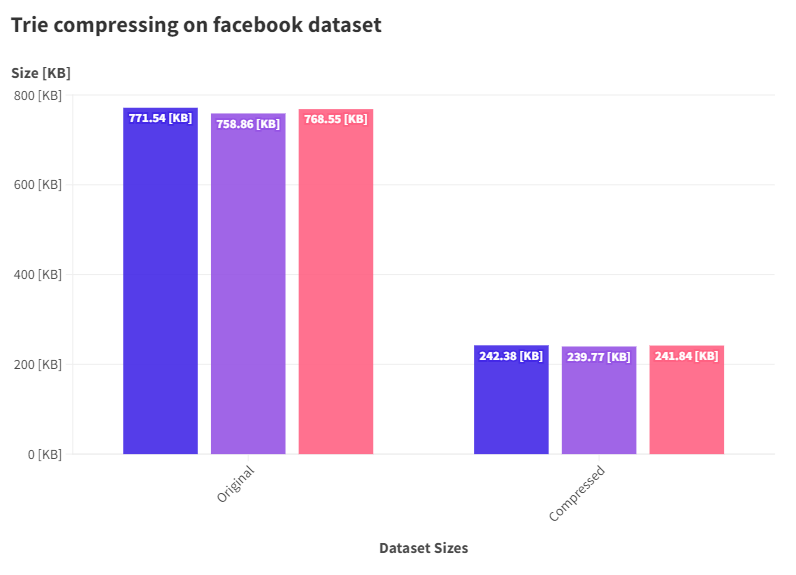 Trie compressing on facebook dataset
Size [KB]
800 [KB]
771.54 [KB] 758.86 [KB] 768.55 [KB]
600 [KB]
400 [KB]
242.38 [KB] 239.77 [KB] 241.84 [KB]
200 [KB]
0 [KB]
Original Compressed
Dataset Sizes